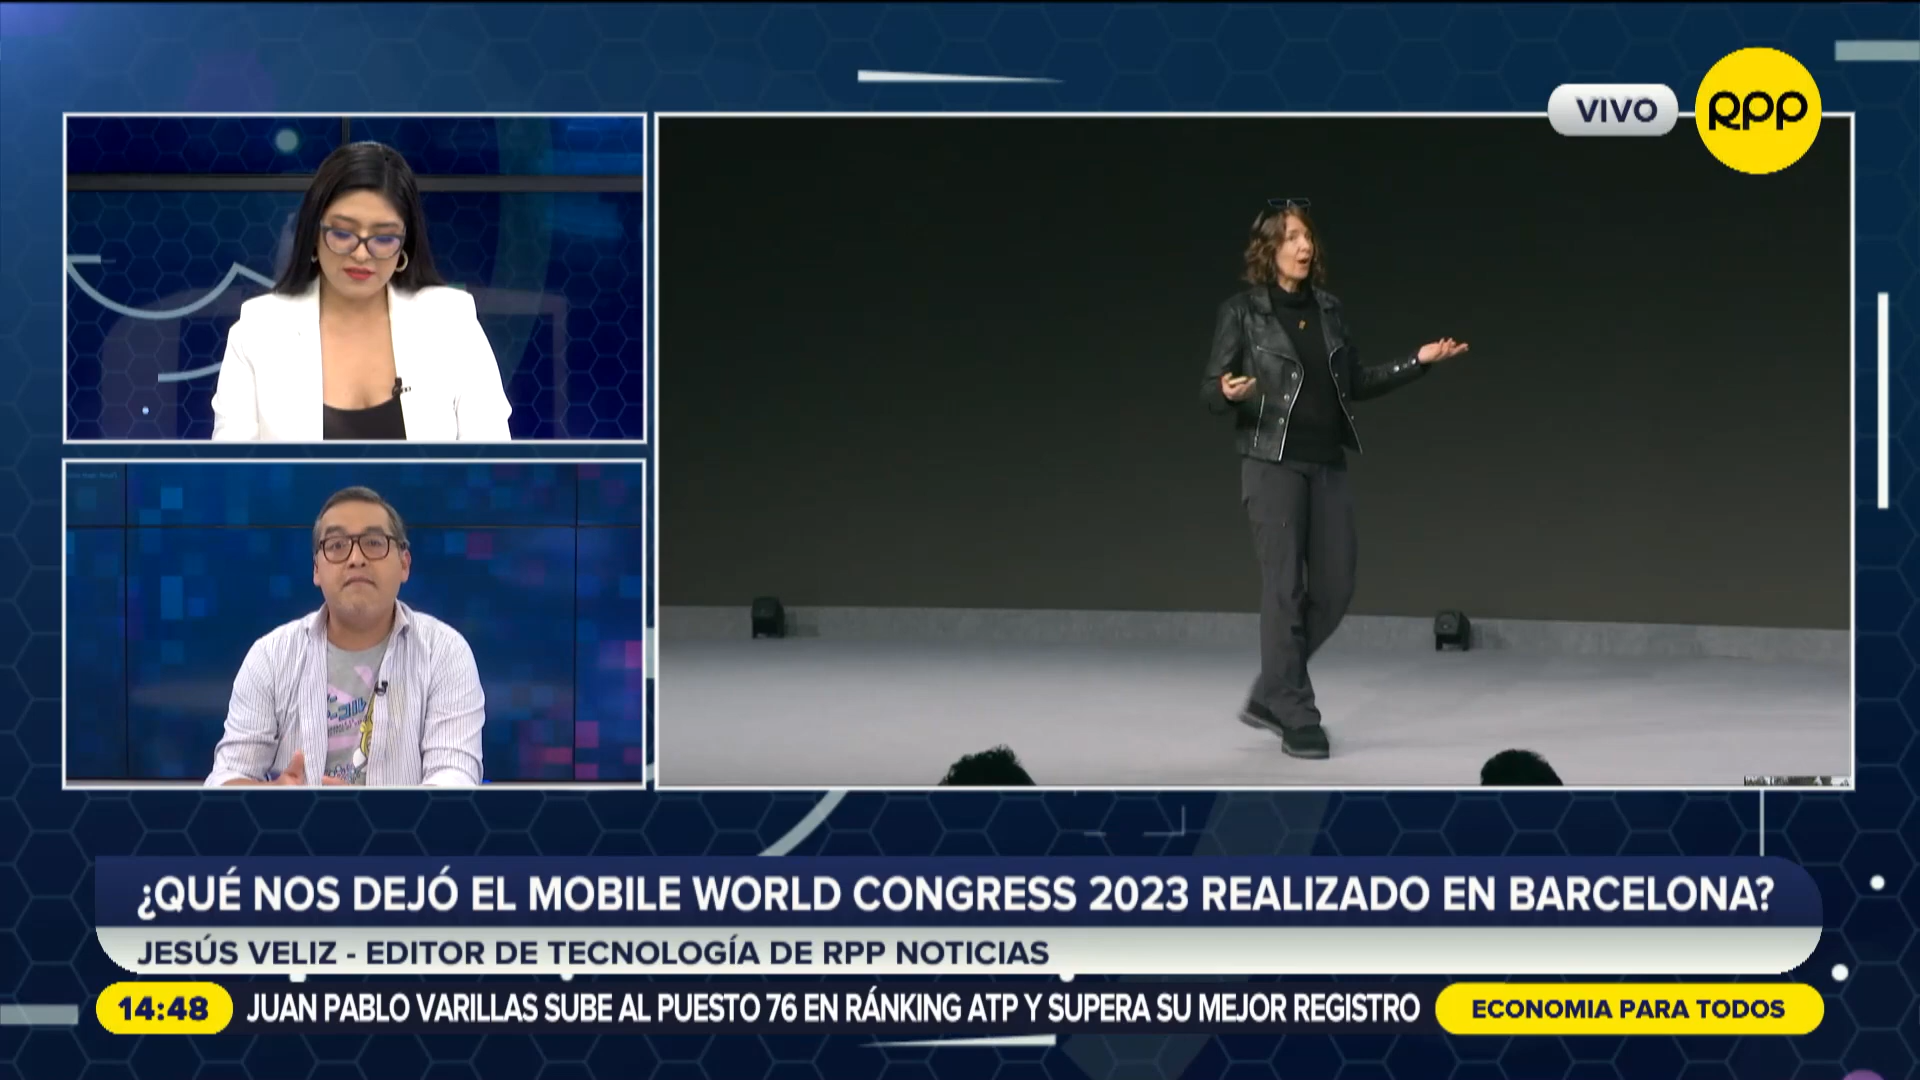 VIVO
RPP
¿QUÉ NOS DEJÓ EL MOBILE WORLD CONGRESS 2023 REALIZADO EN BARCELONA?
JESÚS VELIZ - EDITOR DE TECNOLOGÍA DE RPP NOTICIAS
14:48 JUAN PABLO VARILLAS SUBE AL PUESTO 76 EN RÁNKING ATP Y SUPERA SU MEJOR REGISTRO ECONOMIA PARA TODOS